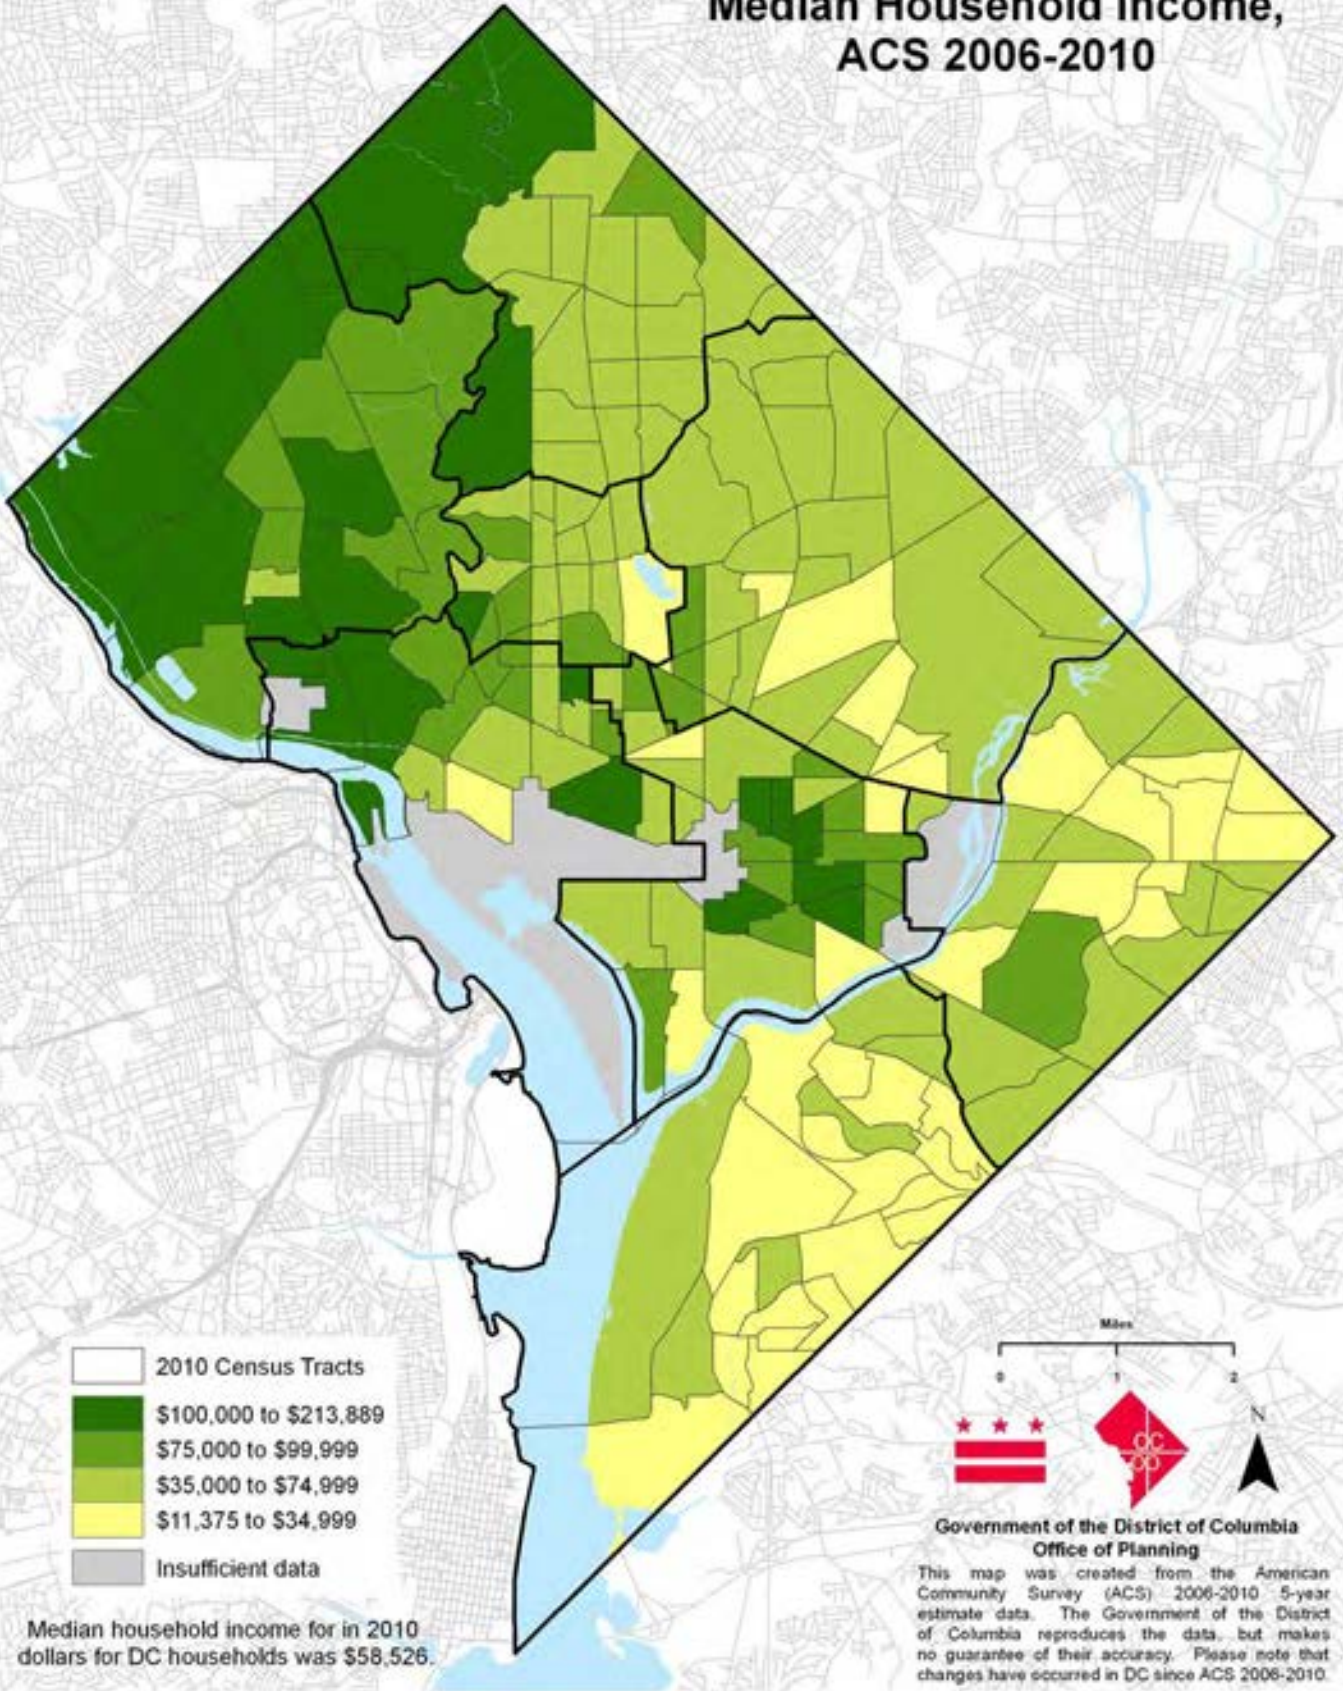 Median Household Income,
ACS 2006-2010
2010 Census Tracts
$100,000 to $213,889
$75,000 to $99,999
$35,000 to $74,999
$11,375 to $34,999
Insufficient data
Median household income for in 2010
dollars for DC households was $58,526.
Miles
0 1 2
N
DC
OP
Government of the District of Columbia
Office of Planning
This map was created from the American
Community Survey (ACS) 2006-2010 5-year
estimate data. The Government of the District
of Columbia reproduces the data, but makes
no guarantee of their accuracy. Please note that
changes have occurred in DC since ACS 2006-2010.